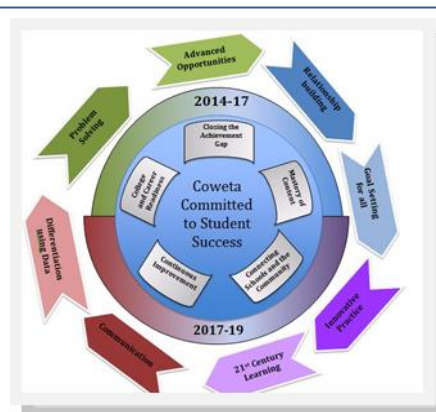 Advanced
Opportunities
Relationship
building
Goal Setting
for all
Innovative
Practice
21st Century
Learning
Communication
Differentiation
using Data
Problem
Solving
2014-17
Closing the
Achievement
Gap
Mastery of
Content
Connecting
Schools and the
Community
Continuous
Improvement
College
and Career
Readiness
Coweta
Committed
to Student
Success
2017-19